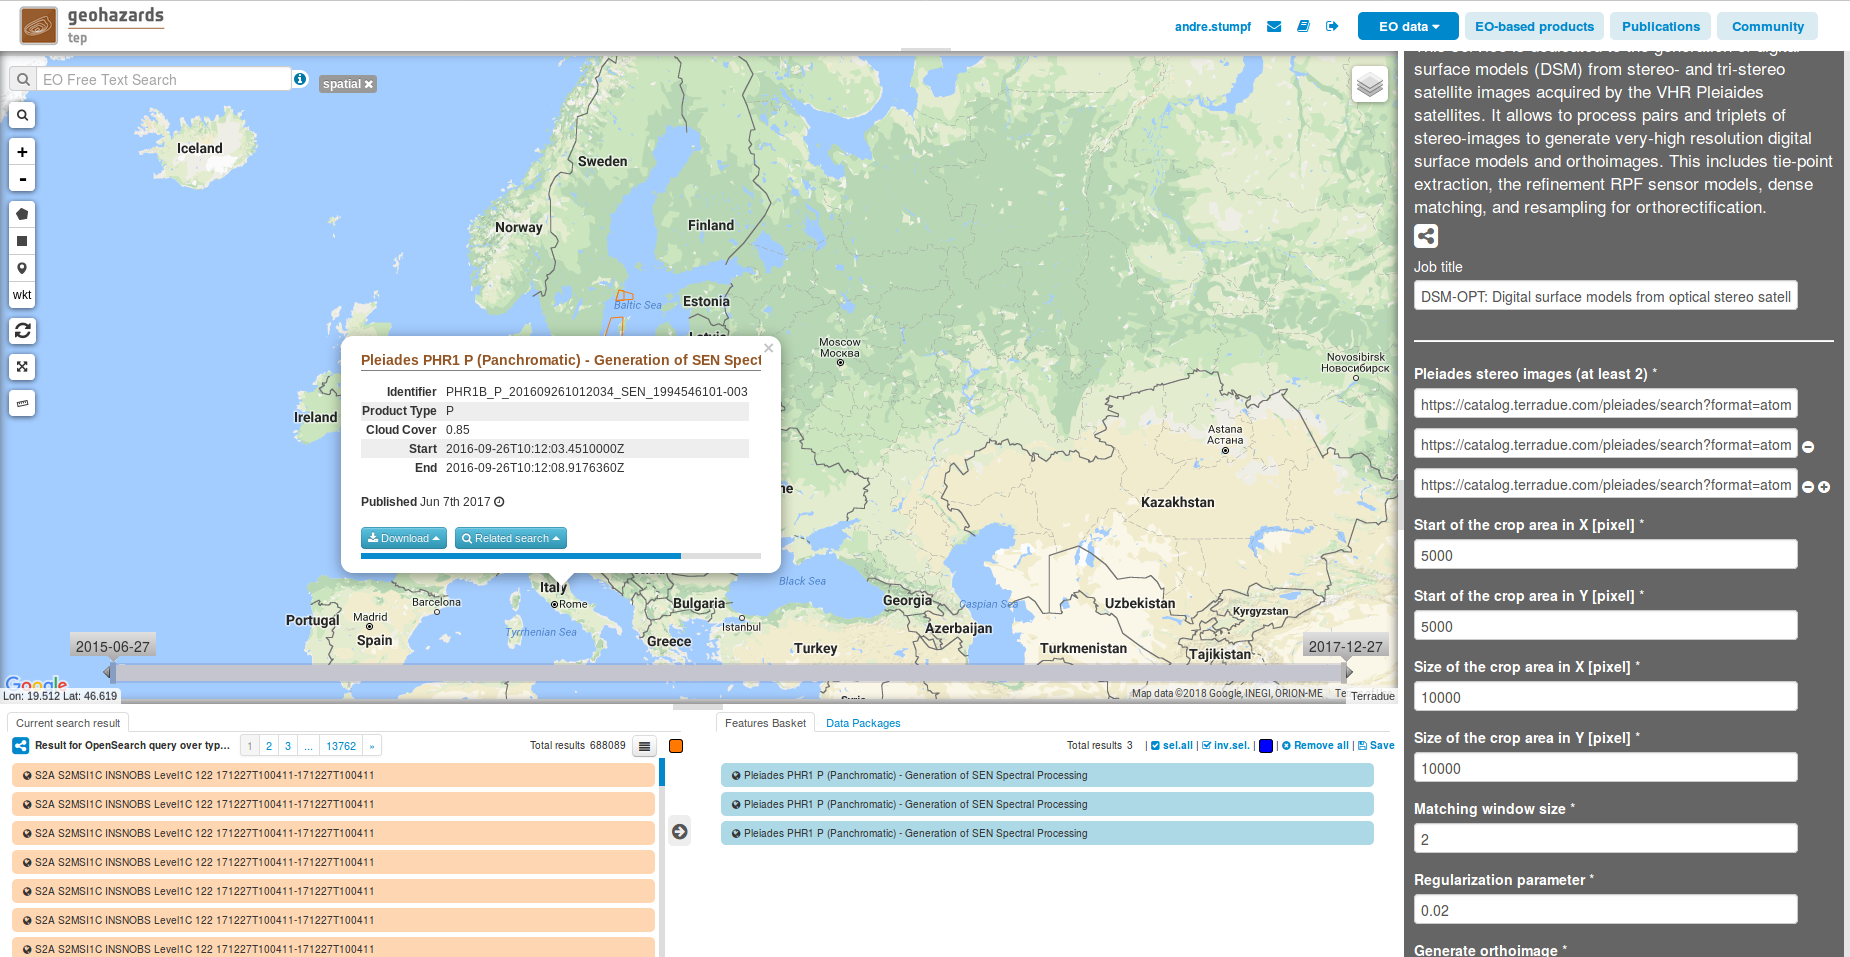 geohazards
tep
andre.stumpf
EO data
EO-based products
Publications
Community
EO Free Text Search
spatial
+
-
wkt
Iceland
Sweden
Norway
Finland
Baltic Sea
Estonia
Moscow
Москва
Novosibirsk
Новосибирск
Ireland
Astana
Астана
Kazakhstan
Pleiades PHR1 P (Panchromatic) - Generation of SEN Spect
Identifier PHR1B_P_201609261012034_SEN_1994546101-003
Product Type P
Cloud Cover 0.85
Start 2016-09-26T10:12:03.4510000Z
End 2016-09-26T10:12:08.9176360Z
Published Jun 7th 2017
Download
Related search
Italy
Rome
Black Sea
Barcelona
Bulgaria
Georgia
Caspian Sea
Uzbekistan
Kyrgyzstan
Portugal
Madrid
Spain
Tyrrhenian Sea
Istanbul
Greece
Turkey
Azerbaijan
Turkmenistan
Tajikistan
2015-06-27
2017-12-27
Google
Lon: 19.512 Lat: 46.619
Map data ©2018 Google, INEGI, ORION-ME Te
Terradue
Current search result
Result for OpenSearch query over typ...
1 2 3 ... 13762 »
Total results 688089
S2A S2MSI1C INSNOBS Level1C 122 171227T100411-171227T100411
S2A S2MSI1C INSNOBS Level1C 122 171227T100411-171227T100411
S2A S2MSI1C INSNOBS Level1C 122 171227T100411-171227T100411
S2A S2MSI1C INSNOBS Level1C 122 171227T100411-171227T100411
S2A S2MSI1C INSNOBS Level1C 122 171227T100411-171227T100411
S2A S2MSI1C INSNOBS Level1C 122 171227T100411-171227T100411
S2A S2MSI1C INSNOBS Level1C 122 171227T100411-171227T100411
Features Basket
Data Packages
Total results 3 | sel.all | inv.sel. | | Remove all | Save
Pleiades PHR1 P (Panchromatic) - Generation of SEN Spectral Processing
Pleiades PHR1 P (Panchromatic) - Generation of SEN Spectral Processing
Pleiades PHR1 P (Panchromatic) - Generation of SEN Spectral Processing
surface models (DSM) from stereo- and tri-stereo
satellite images acquired by the VHR Pleiaides
satellites. It allows to process pairs and triplets of
stereo-images to generate very-high resolution digital
surface models and orthoimages. This includes tie-point
extraction, the refinement RPF sensor models, dense
matching, and resampling for orthorectification.
Job title
DSM-OPT: Digital surface models from optical stereo satell
Pleiades stereo images (at least 2) *
https://catalog.terradue.com/pleiades/search?format=atom
https://catalog.terradue.com/pleiades/search?format=atom
https://catalog.terradue.com/pleiades/search?format=atom
Start of the crop area in X [pixel] *
5000
Start of the crop area in Y [pixel] *
5000
Size of the crop area in X [pixel] *
10000
Size of the crop area in Y [pixel] *
10000
Matching window size *
2
Regularization parameter *
0.02
Generate orthoimage *